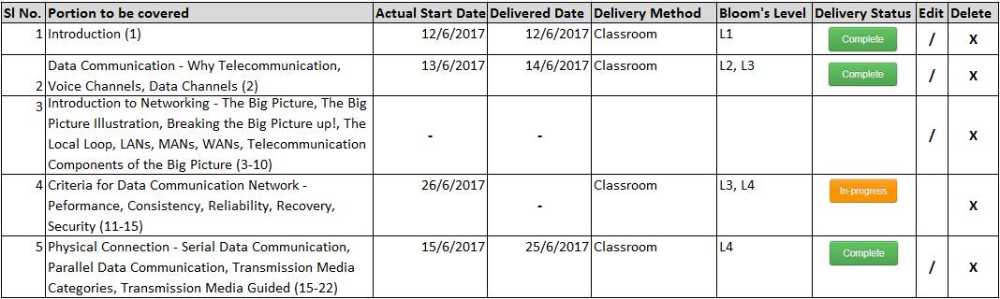 Sl No. Portion to be covered Actual Start Date Delivered Date Delivery Method Bloom's Level Delivery Status Edit Delete
1 Introduction (1) 12/6/2017 12/6/2017 Classroom L1 Complete / X
Data Communication - Why Telecommunication, 13/6/2017 14/6/2017 Classroom L2, L3 Complete
2 Voice Channels, Data Channels (2) / X
3 Introduction to Networking - The Big Picture, The Big
Picture Illustration, Breaking the Big Picture up!, The
Local Loop, LANs, MANs, WANs, Telecommunication - - / X
Components of the Big Picture (3-10)
4 Criteria for Data Communication Network - 26/6/2017 Classroom L3, L4 In-progress
Peformance, Consistency, Reliability, Recovery, - X
Security (11-15)
5 Physical Connection - Serial Data Communication, 15/6/2017 25/6/2017 Classroom L4 Complete
Parallel Data Communication, Transmission Media / X
Categories, Transmission Media Guided (15-22)